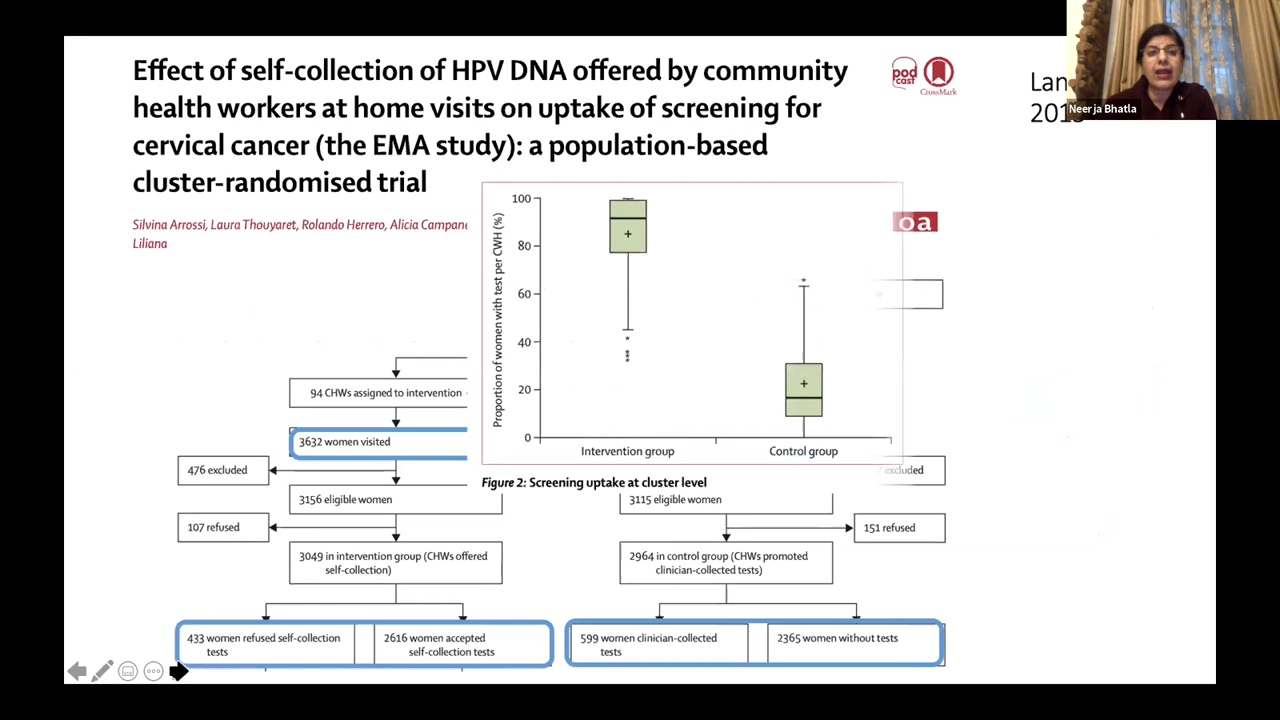 Effect of self-collection of HPV DNA offered by community
health workers at home visits on uptake of screening for
cervical cancer (the EMA study): a population-based
cluster-randomised trial
pod
cast
CrossMark
Neerja Bhatla
Silvina Arrossi, Laura Thouyaret, Rolando Herrero, Alicia
Liliana
oa
Proportion of women with test per CWH (%)
100
80
60
40
20
0
Intervention group
Control group
Figure 2: Screening uptake at cluster level
94 CHWs assigned to intervention
3632 women visited
476 excluded
excluded
3156 eligible women
3115 eligible women
107 refused
151 refused
3049 in intervention group (CHWs offered
self-collection)
2964 in control group (CHWs promoted
clinician-collected tests)
433 women refused self-collection
tests
2616 women accepted
self-collection tests
599 women clinician-collected
tests
2365 women without tests